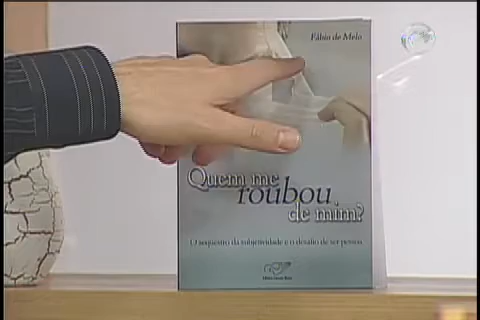 Fábio de Melo
Quem me
roubou
de mim?
O sequestro da subjetividade e o desafio de ser pessoa